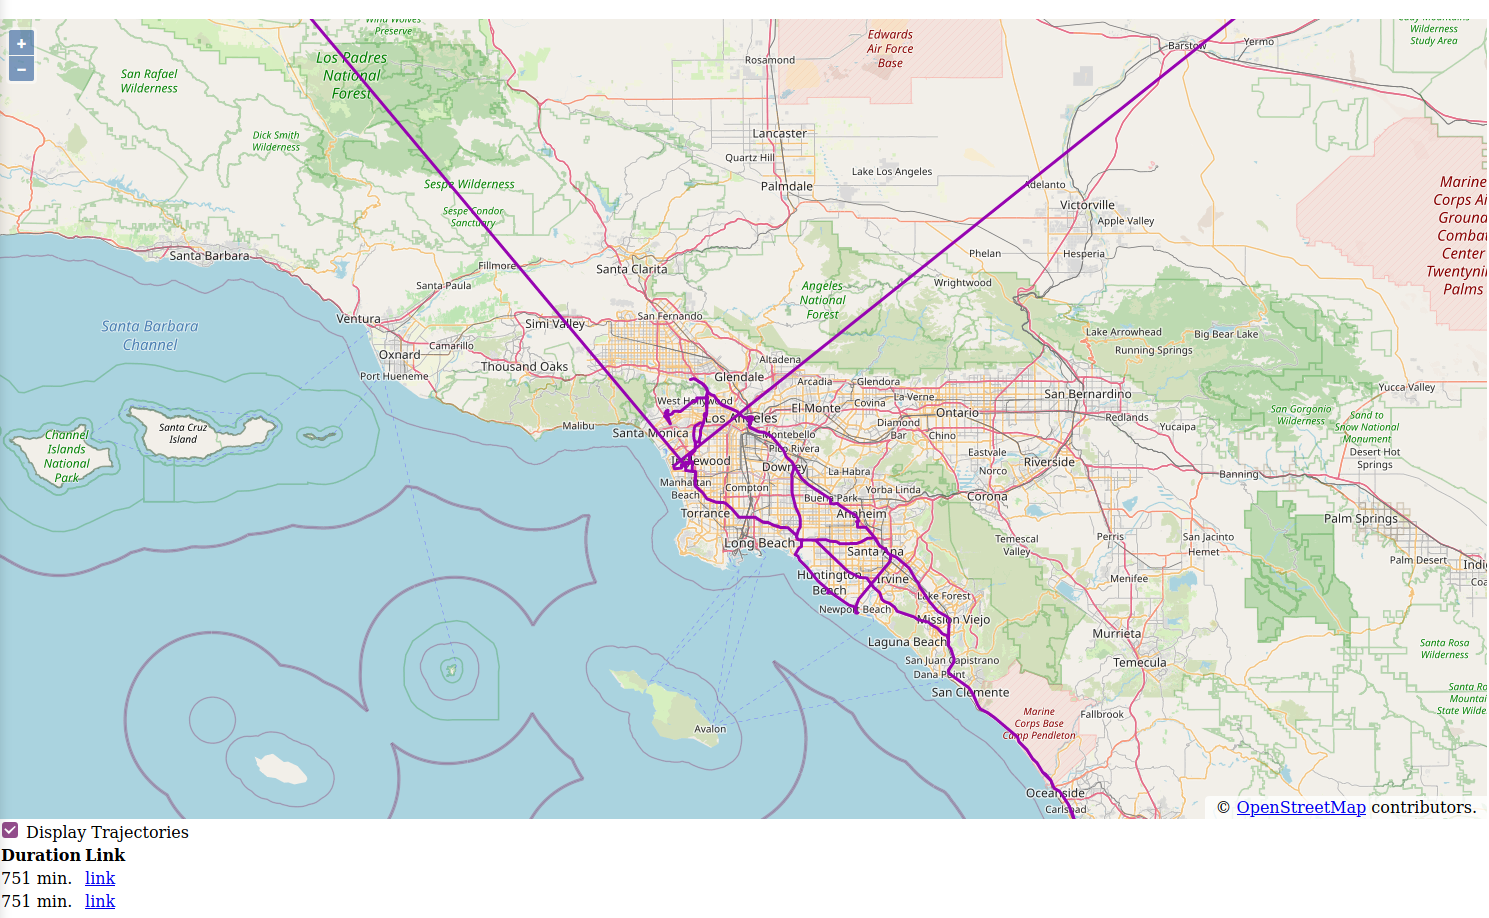 Wind Wolves
Preserve
+
−
Los Padres
National
Forest
San Rafael
Wilderness
Dick Smith
Wilderness
Sespe Wilderness
Sespe Condor
Sanctuary
Edwards
Air Force
Base
Rosamond
Lancaster
Quartz Hill
Palmdale
Lake Los Angeles
Barstow
Yermo
Study Area
Adelanto
Victorville
Apple Valley
Hesperia
Phelan
Wrightwood
Marine
Corps Ai
Ground
Combat
Center
Twentynin
Palms
Santa Barbara
Fillmore
Santa Paula
Santa Clarita
Ventura
Simi Valley
San Fernando
Angeles
National
Forest
Lake Arrowhead
Big Bear Lake
Running Springs
Santa Barbara
Channel
Oxnard
Camarillo
Port Hueneme
Thousand Oaks
Altadena
Glendale
Arcadia
Glendora
La Verne
San Bernardino
Yucca Valley
West Hollywood
Covina
El Monte
Ontario
Redlands
Yucaipa
San Gorgonio
Wilderness
Sand to
Snow National
Monument
Desert Hot
Springs
Malibu
Santa Monica
Los Angeles
Montebello
Diamond
Bar
Chino
Pico Rivera
Eastvale
Norco
Riverside
Banning
Santa Cruz
Island
Channel
Islands
National
Park
Inglewood
Downey
La Habra
Manhattan
Beach
Compton
Buena Park
Yorba Linda
Corona
Torrance
Anaheim
Palm Springs
Long Beach
Santa Ana
Temescal
Valley
Perris
San Jacinto
Hemet
Palm Desert
Indi
Coa
Huntington
Beach
Irvine
Menifee
Lake Forest
Newport Beach
Mission Viejo
Murrieta
Laguna Beach
San Juan Capistrano
Temecula
Santa Rosa
Wilderness
Dana Point
San Clemente
Santa Ro
Mountai
State Wilde
Marine
Corps Base
Camp Pendleton
Fallbrook
Avalon
Oceanside
Carlsbad
© OpenStreetMap contributors.
Display Trajectories
Duration Link
751 min. link
751 min. link